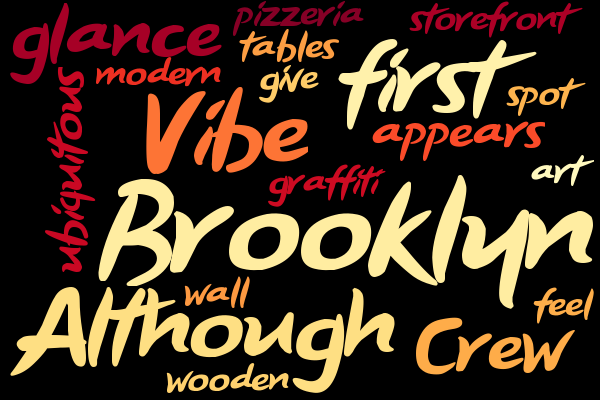 glance
pizzeria
storefront
tables
modern
give
first
spot
ubiquitous
Vibe
appears
graffiti
art
Brooklyn
wall
Although
feel
Crew
wooden